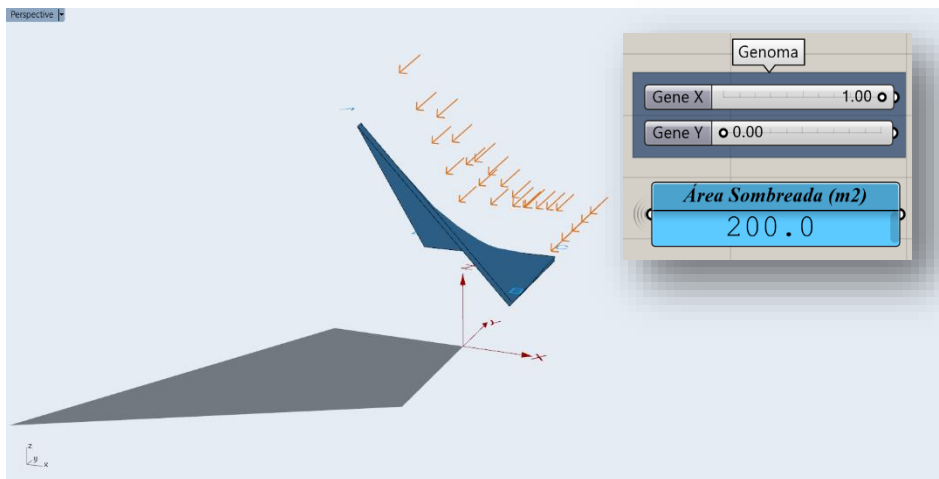 Perspective
Genoma
Gene X 1.00
Gene Y 0.00
Área Sombreada (m2)
200.0
z
y
x
z
y
x